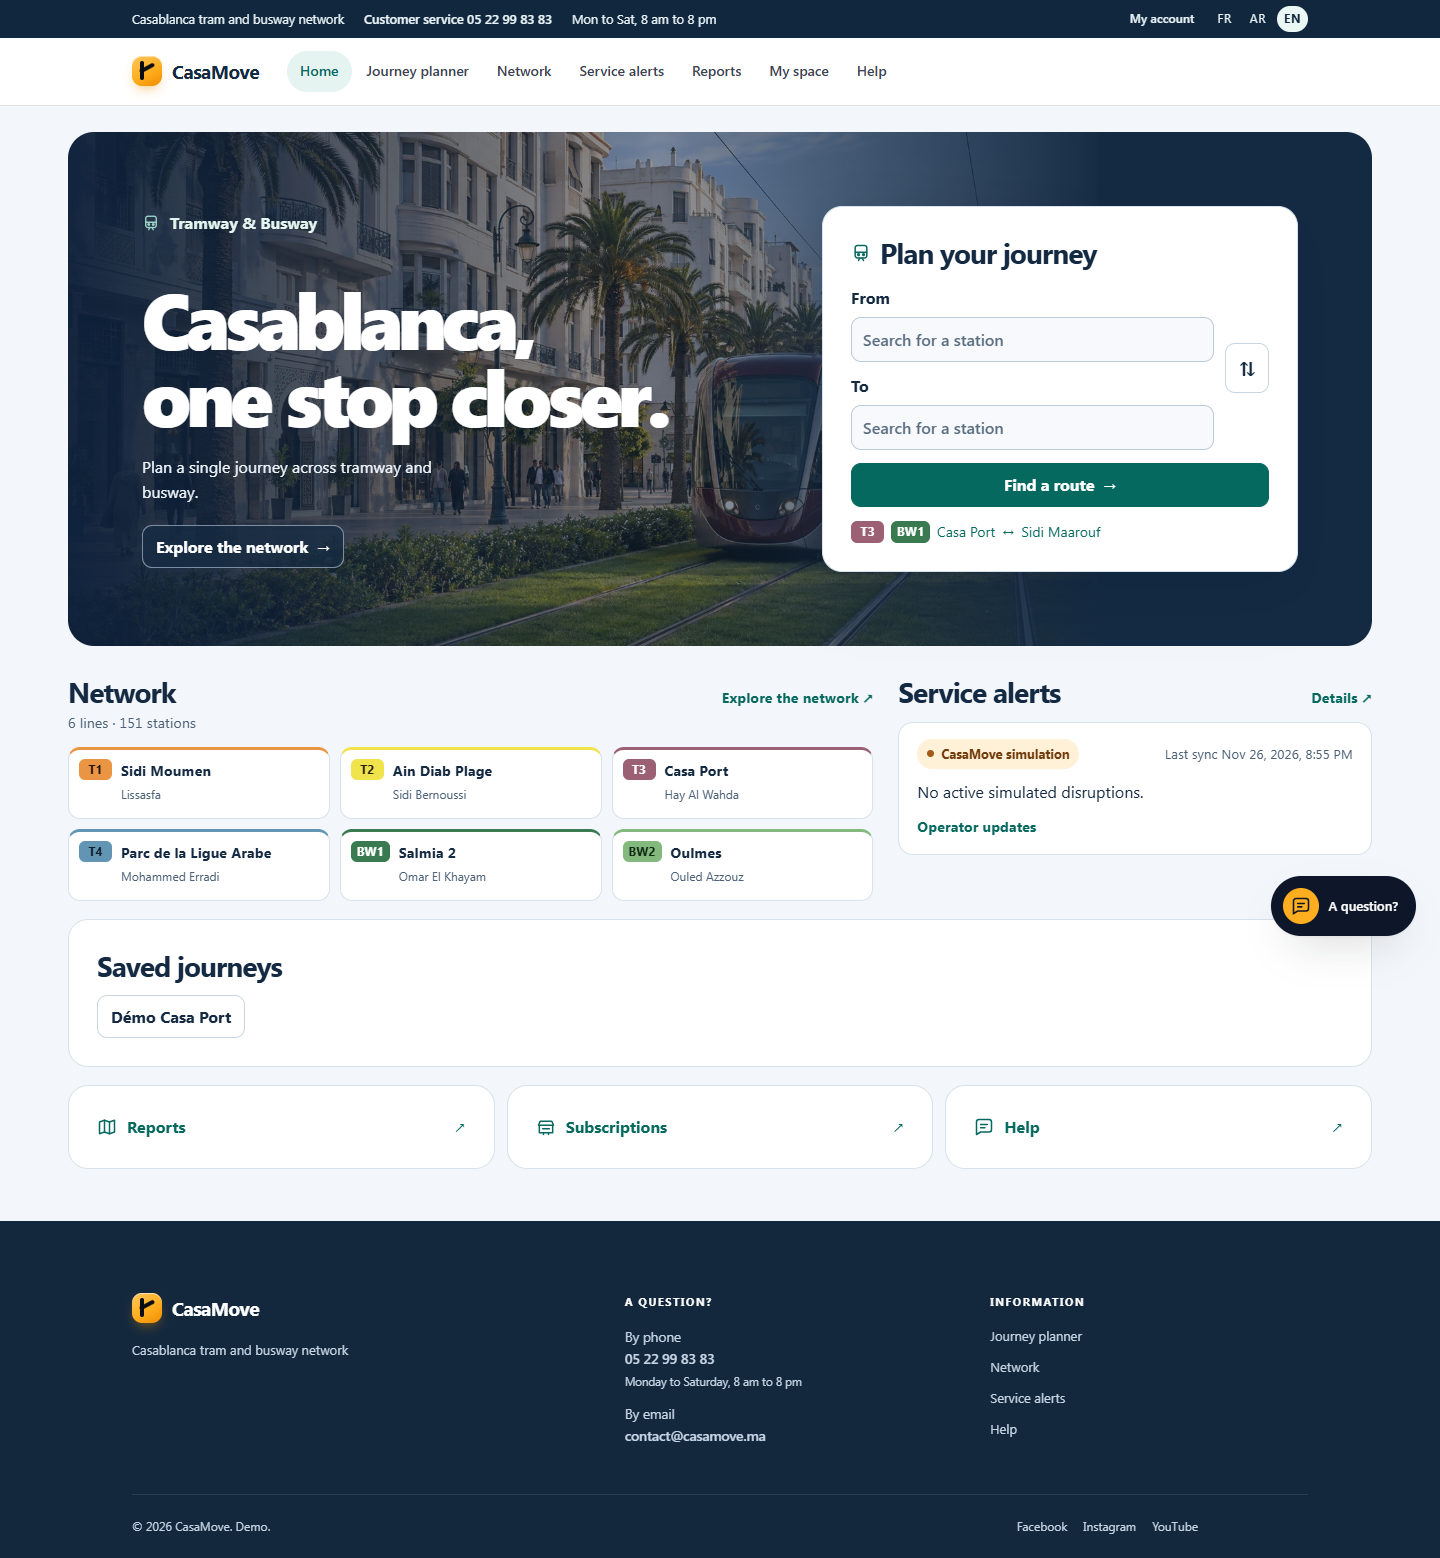 Casablanca tram and busway network Customer service 05 22 99 83 83 Mon to Sat, 8 am to 8 pm My account FR AR EN
CasaMove Home Journey planner Network Service alerts Reports My space Help
Tramway & Busway
Casablanca,
one stop closer.
Plan a single journey across tramway and
busway.
Explore the network →
Plan your journey
From
Search for a station
To
Search for a station
Find a route →
T3 BW1 Casa Port ↔ Sidi Maarouf
Network
Explore the network ↗
6 lines · 151 stations
T1 Sidi Moumen
Lissasfa
T2 Ain Diab Plage
Sidi Bernoussi
T3 Casa Port
Hay Al Wahda
T4 Parc de la Ligue Arabe
Mohammed Erradi
BW1 Salmia 2
Omar El Khayam
BW2 Oulmes
Ouled Azzouz
Service alerts
Details ↗
CasaMove simulation Last sync Nov 26, 2026, 8:55 PM
No active simulated disruptions.
Operator updates
A question?
Saved journeys
Démo Casa Port
Reports ↗
Subscriptions ↗
Help ↗
CasaMove
Casablanca tram and busway network
A QUESTION?
By phone
05 22 99 83 83
Monday to Saturday, 8 am to 8 pm
By email
contact@casamove.ma
INFORMATION
Journey planner
Network
Service alerts
Help
© 2026 CasaMove. Demo.
Facebook Instagram YouTube